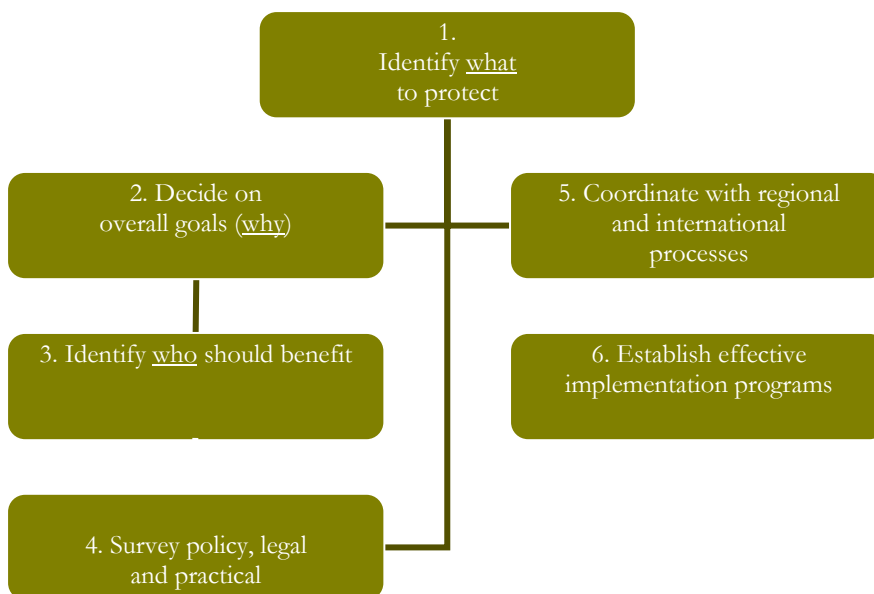 1.
Identify what
to protect
2. Decide on
overall goals (why)
3. Identify who should benefit
4. Survey policy, legal
and practical
5. Coordinate with regional
and international
processes
6. Establish effective
implementation programs